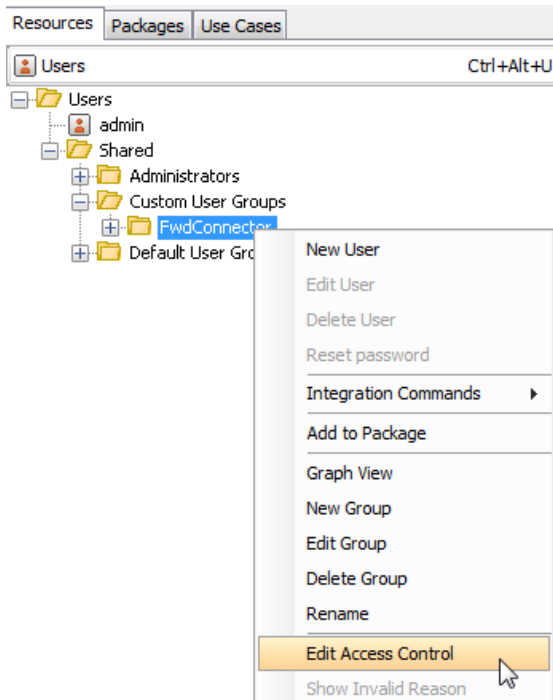 Resources Packages Use Cases
Users Ctrl+Alt+U
Users
admin
Shared
Administrators
Custom User Groups
FwdConnector
Default User Gro
New User
Edit User
Delete User
Reset password
Integration Commands
Add to Package
Graph View
New Group
Edit Group
Delete Group
Rename
Edit Access Control
Show Invalid Reason